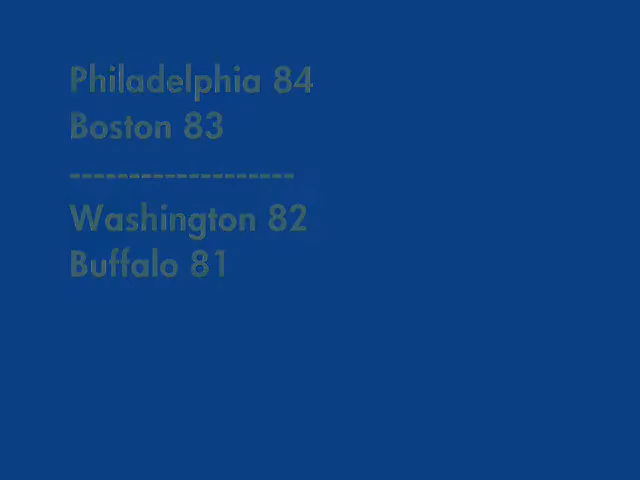 Philadelphia 84
Boston 83
-------------------
Washington 82
Buffalo 81